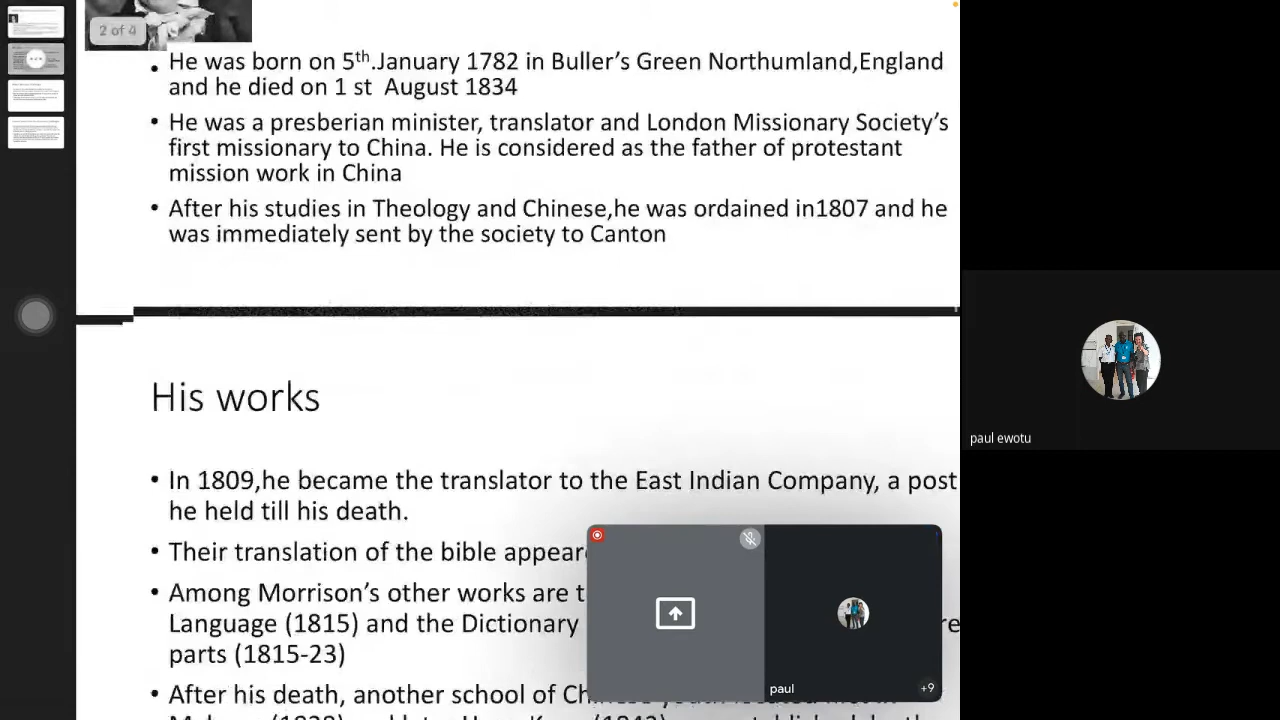 2 of 4
• He was born on 5th.January 1782 in Buller’s Green Northumland,England
and he died on 1 st August 1834
• He was a presberian minister, translator and London Missionary Society’s
first missionary to China. He is considered as the father of protestant
mission work in China
• After his studies in Theology and Chinese,he was ordained in1807 and he
was immediately sent by the society to Canton
His works
• In 1809,he became the translator to the East Indian Company, a post
he held till his death.
• Their translation of the bible appear
• Among Morrison’s other works are
Language (1815) and the Dictionary
parts (1815-23)
• After his death, another school of
paul ewotu
paul
+9